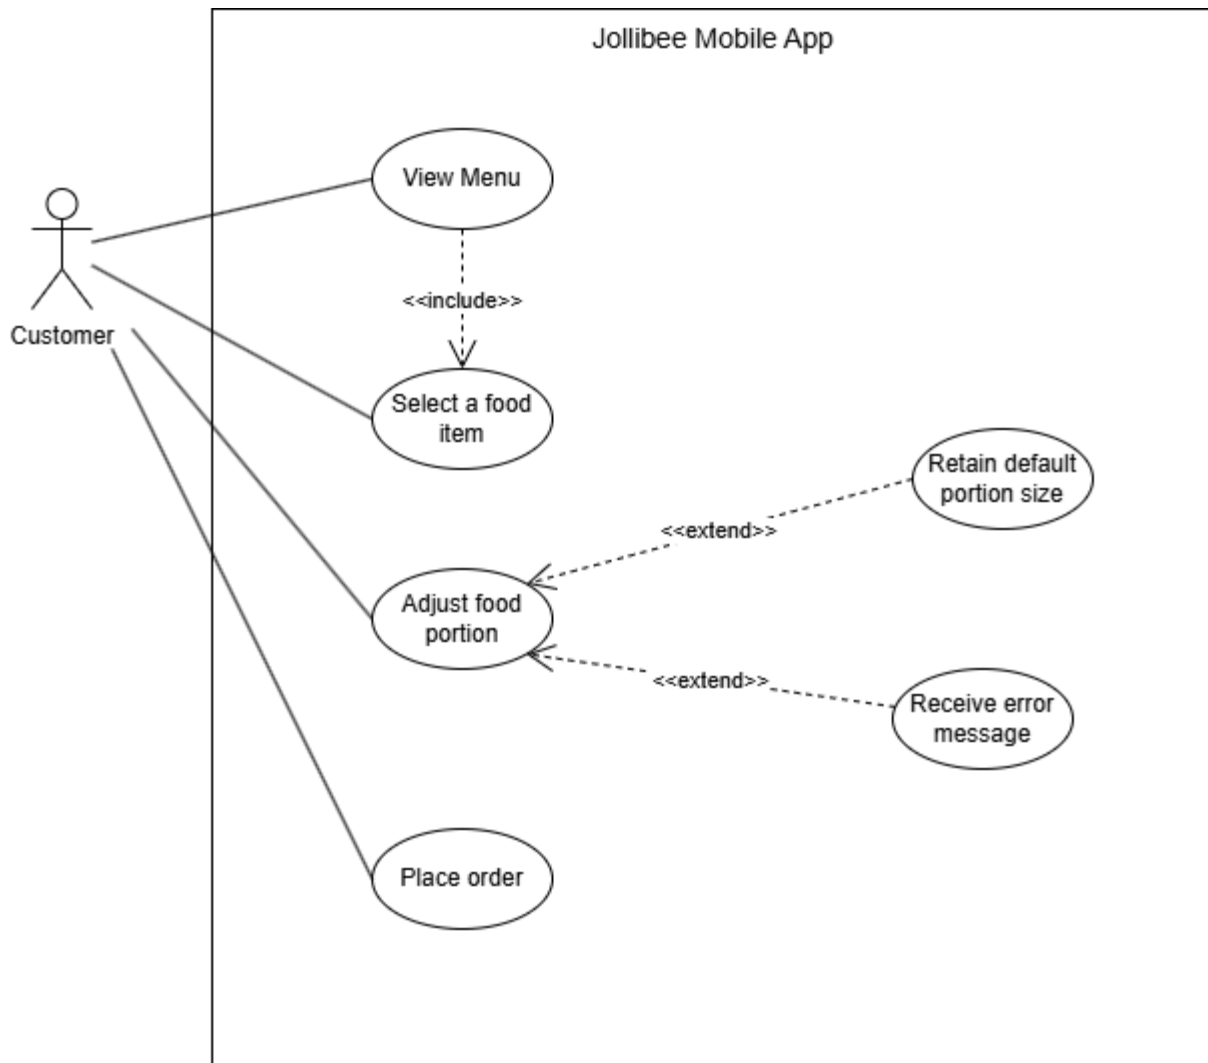 Jollibee Mobile App
View Menu
<<include>>
Customer
Select a food
item
Retain default
portion size
<<extend>>
Adjust food
portion
<<extend>>
Receive error
message
Place order